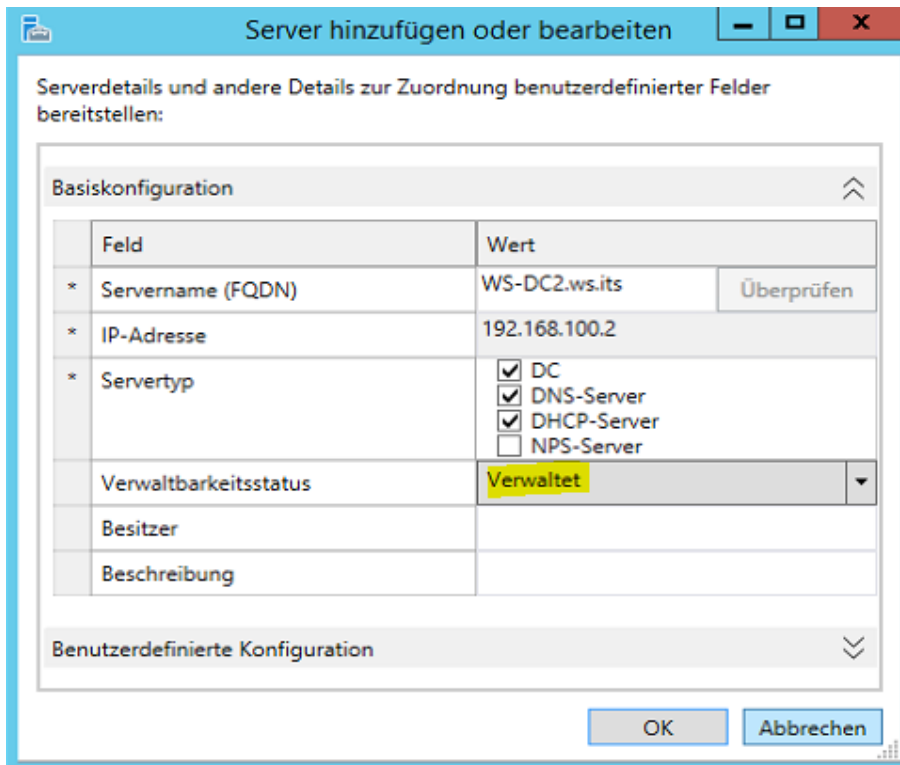 Server hinzufügen oder bearbeiten
Serverdetails und andere Details zur Zuordnung benutzerdefinierter Felder
bereitstellen:
Basiskonfiguration
Feld Wert
* Servername (FQDN) WS-DC2.ws.its Überprüfen
* IP-Adresse 192.168.100.2
* Servertyp DC
DNS-Server
DHCP-Server
NPS-Server
Verwaltbarkeitsstatus Verwaltet
Besitzer
Beschreibung
Benutzerdefinierte Konfiguration
OK Abbrechen